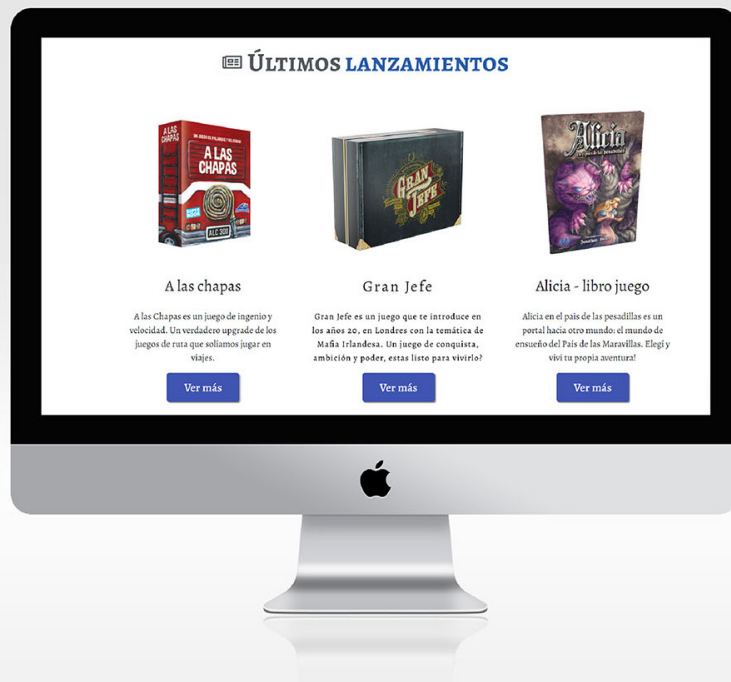 ÚLTIMOS LANZAMIENTOS
A LAS
CHAPAS
A LAS
CHAPAS
ALC 300
GRAN
JEFE
Alicia
A las chapas
Gran Jefe
Alicia - libro juego
A las Chapas es un juego de ingenio y
velocidad. Un verdadero upgrade de los
juegos de ruta que solíamos jugar en
viajes.
Gran Jefe es un juego que te introduce en
los años 20, en Londres con la temática de
Mafia Irlandesa. Un juego de conquista,
ambición y poder, estas listo para vivirlo?
Alicia en el país de las pesadillas es un
portal hacia otro mundo: el mundo de
ensueño del País de las Maravillas. Elegí y
viví tu propia aventura!
Ver más
Ver más
Ver más